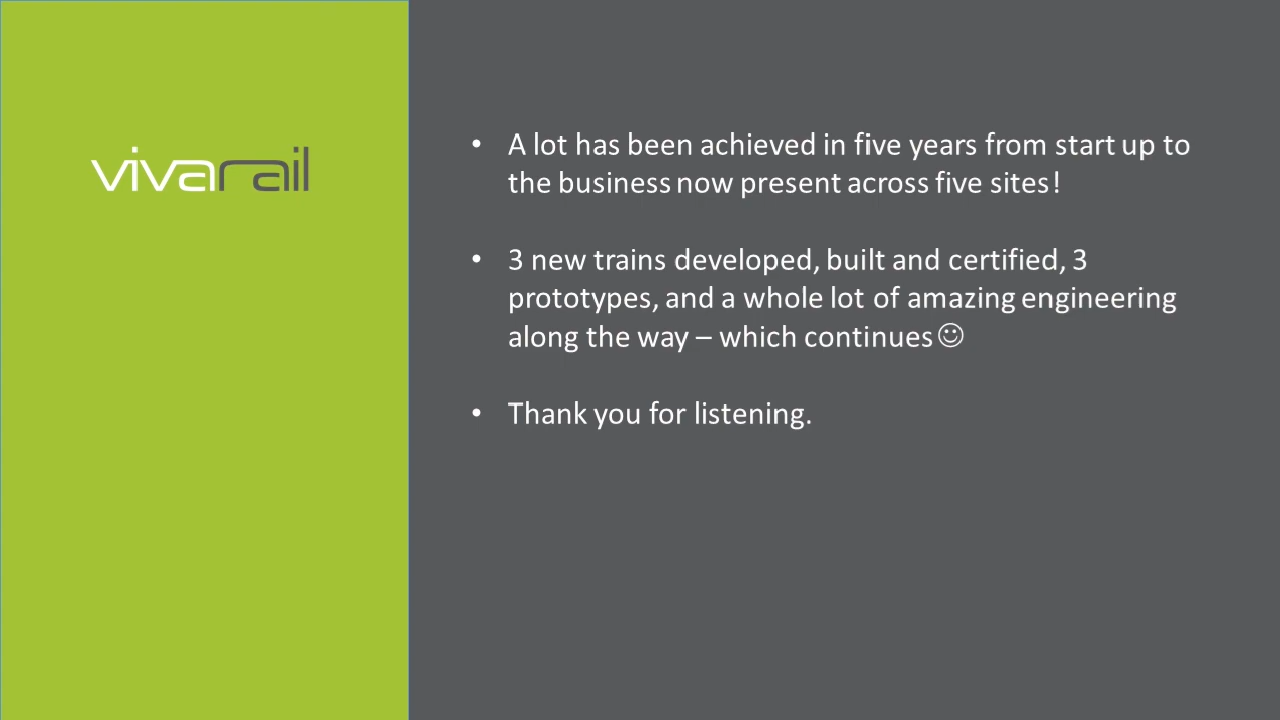 vivarail
• A lot has been achieved in five years from start up to
the business now present across five sites!
• 3 new trains developed, built and certified, 3
prototypes, and a whole lot of amazing engineering
along the way – which continues☺
• Thank you for listening.